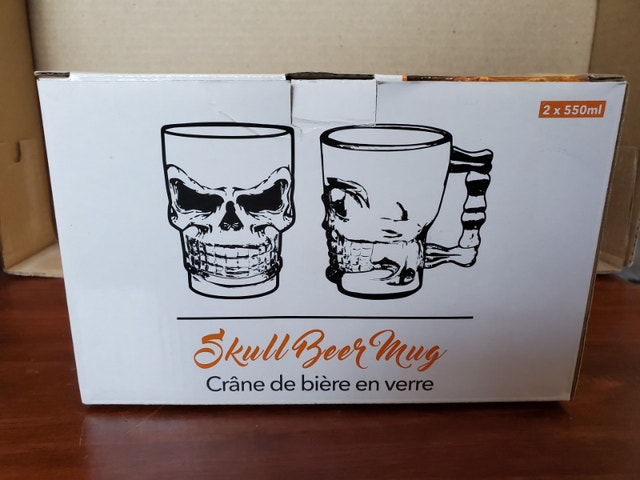 2 x 550ml
Skull Beer Mug
Crâne de bière en verre